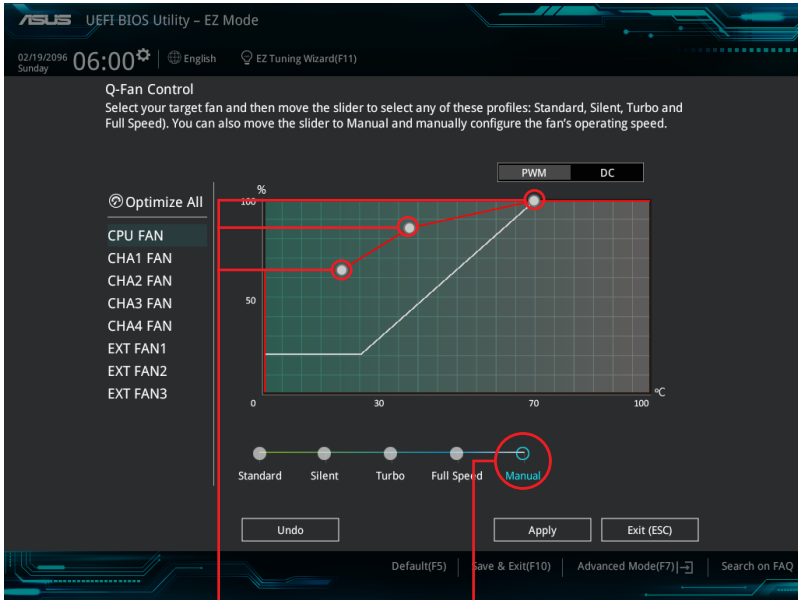 ASUS UEFI BIOS Utility – EZ Mode
02/19/2096
Sunday
06:00
English
EZ Tuning Wizard(F11)
Q-Fan Control
Select your target fan and then move the slider to select any of these profiles: Standard, Silent, Turbo and
Full Speed). You can also move the slider to Manual and manually configure the fan's operating speed.
PWM DC
Optimize All
CPU FAN
CHA1 FAN
CHA2 FAN
CHA3 FAN
CHA4 FAN
EXT FAN1
EXT FAN2
EXT FAN3
%
100
50
0 30 70 100 ºC
Standard Silent Turbo Full Speed Manual
Undo Apply Exit (ESC)
Default(F5) Save & Exit(F10) Advanced Mode(F7) Search on FAQ